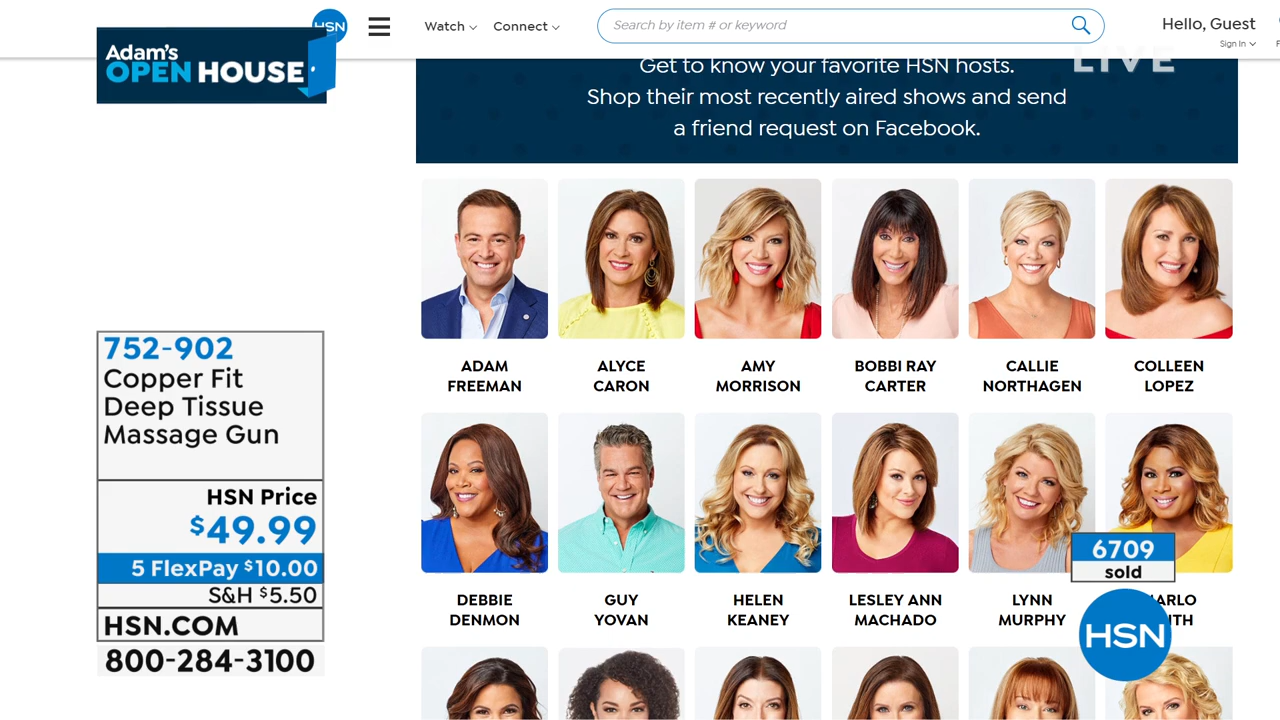 HSN
Watch
Connect
Search by item # or keyword
Hello, Guest
Sign In
Adam's
OPEN HOUSE
LIVE
Get to know your favorite HSN hosts.
Shop their most recently aired shows and send
a friend request on Facebook.
ADAM
FREEMAN
ALYCE
CARON
AMY
MORRISON
BOBBI RAY
CARTER
CALLIE
NORTHAGEN
COLLEEN
LOPEZ
752-902
Copper Fit
Deep Tissue
Massage Gun
HSN Price
$49.99
5 FlexPay $10.00
S&H $5.50
HSN.COM
800-284-3100
DEBBIE
DENMON
GUY
YOVAN
HELEN
KEANEY
LESLEY ANN
MACHADO
LYNN
MURPHY
6709
sold
HSN